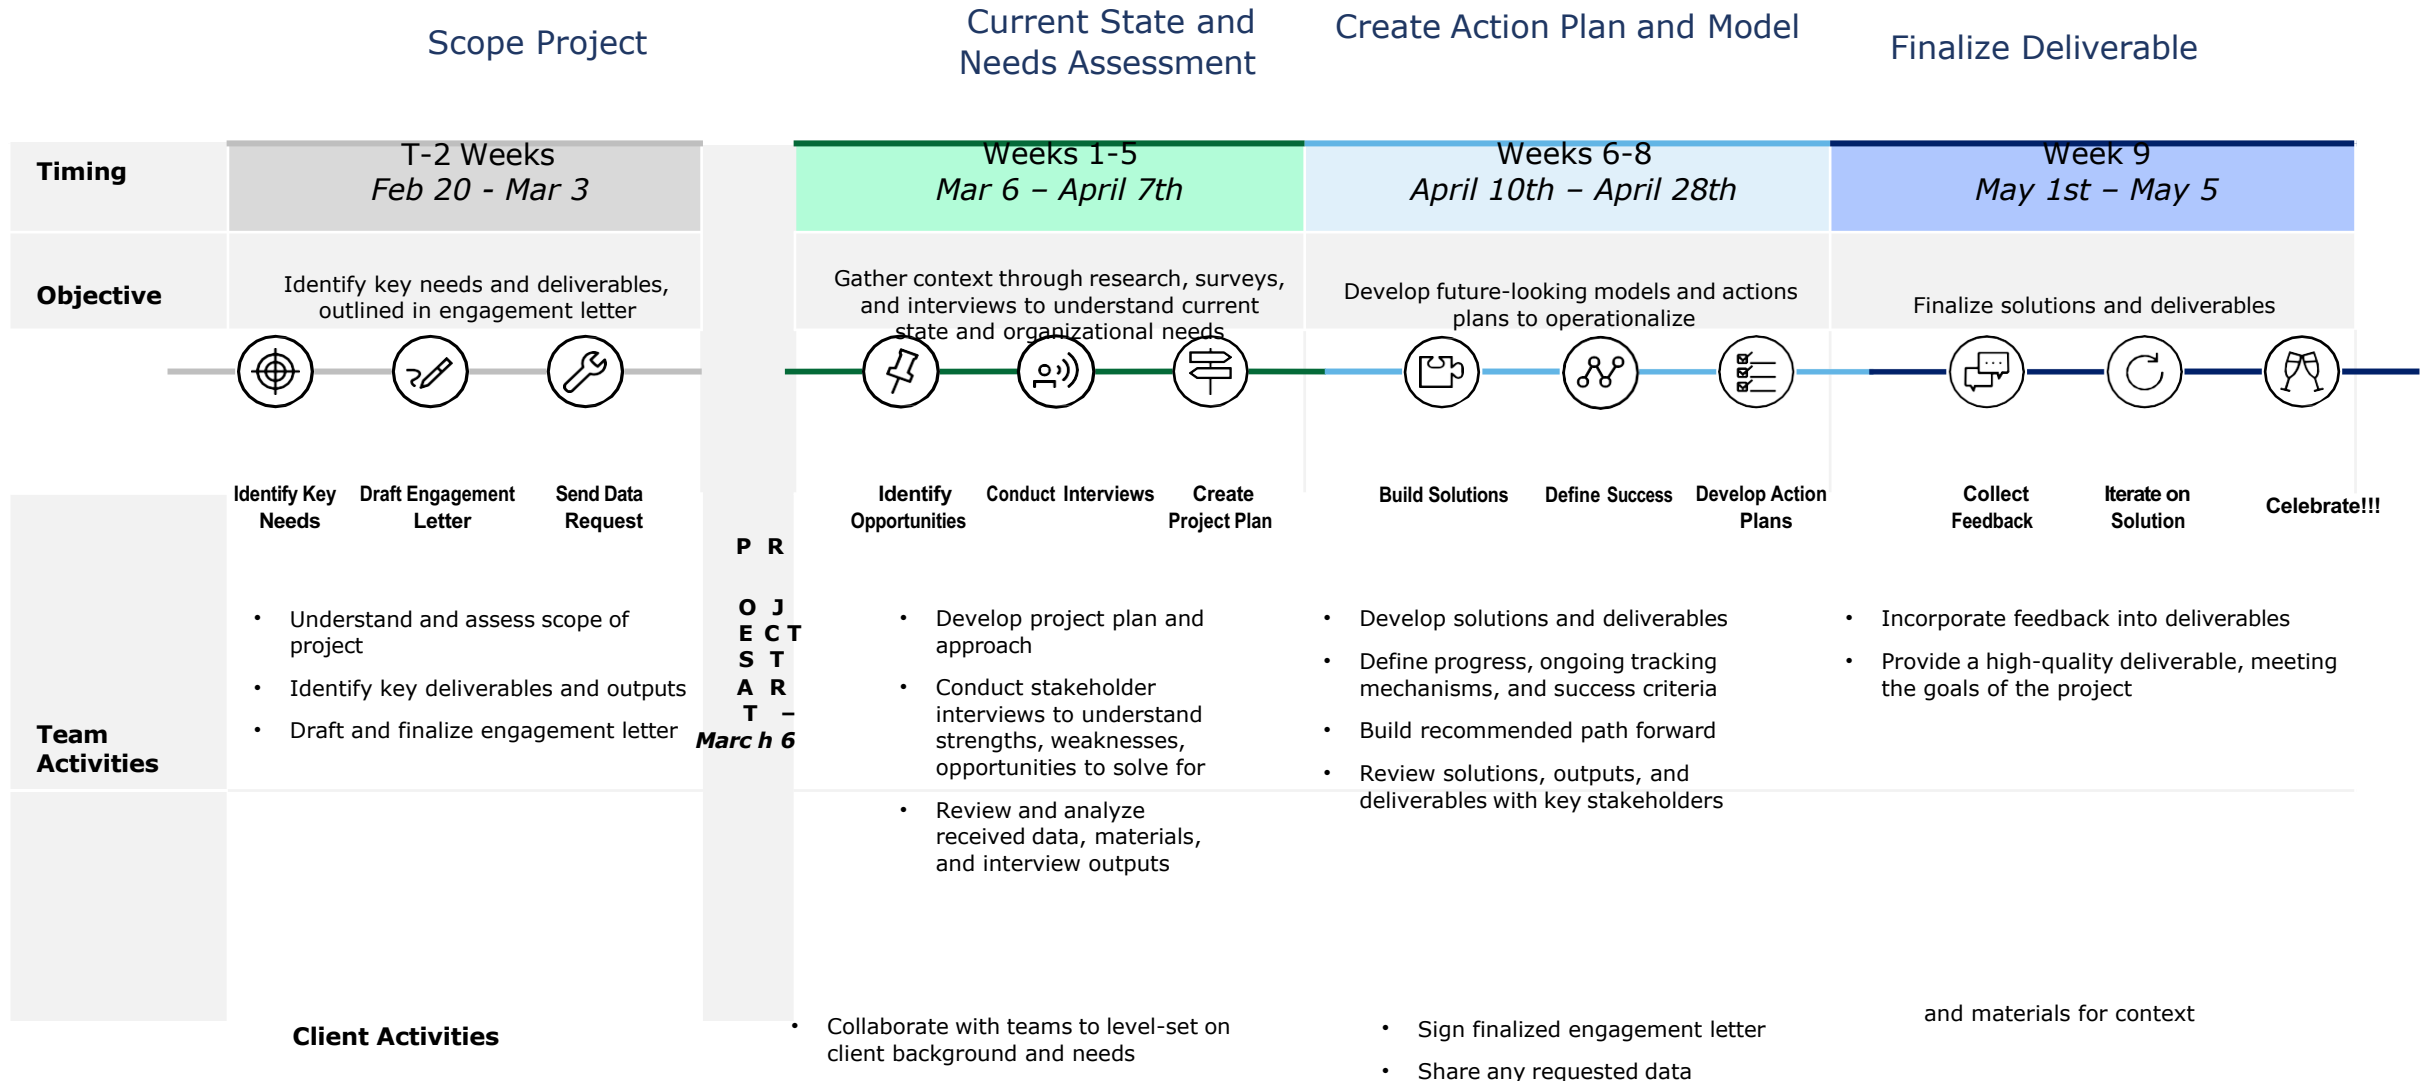 Scope Project
Current State and
Needs Assessment
Create Action Plan and Model
Finalize Deliverable
Timing
T-2 Weeks
Feb 20 - Mar 3
Weeks 1-5
Mar 6 – April 7th
Weeks 6-8
April 10th – April 28th
Week 9
May 1st – May 5
Objective
Identify key needs and deliverables,
outlined in engagement letter
Gather context through research, surveys,
and interviews to understand current
state and organizational needs
Develop future-looking models and actions
plans to operationalize
Finalize solutions and deliverables
Identify Key
Needs
Draft Engagement
Letter
Send Data
Request
Identify
Opportunities
Conduct Interviews
Create
Project Plan
Build Solutions
Define Success
Develop Action
Plans
Collect
Feedback
Iterate on
Solution
Celebrate!!!
P R
O J
E C T
S T
A R
T –
Marc h 6
Team
Activities
• Understand and assess scope of
project
• Identify key deliverables and outputs
• Draft and finalize engagement letter
• Develop project plan and
approach
• Conduct stakeholder
interviews to understand
strengths, weaknesses,
opportunities to solve for
• Review and analyze
received data, materials,
and interview outputs
• Develop solutions and deliverables
• Define progress, ongoing tracking
mechanisms, and success criteria
• Build recommended path forward
• Review solutions, outputs, and
deliverables with key stakeholders
• Incorporate feedback into deliverables
• Provide a high-quality deliverable, meeting
the goals of the project
Client Activities
• Collaborate with teams to level-set on
client background and needs
• Sign finalized engagement letter
• Share any requested data
and materials for context